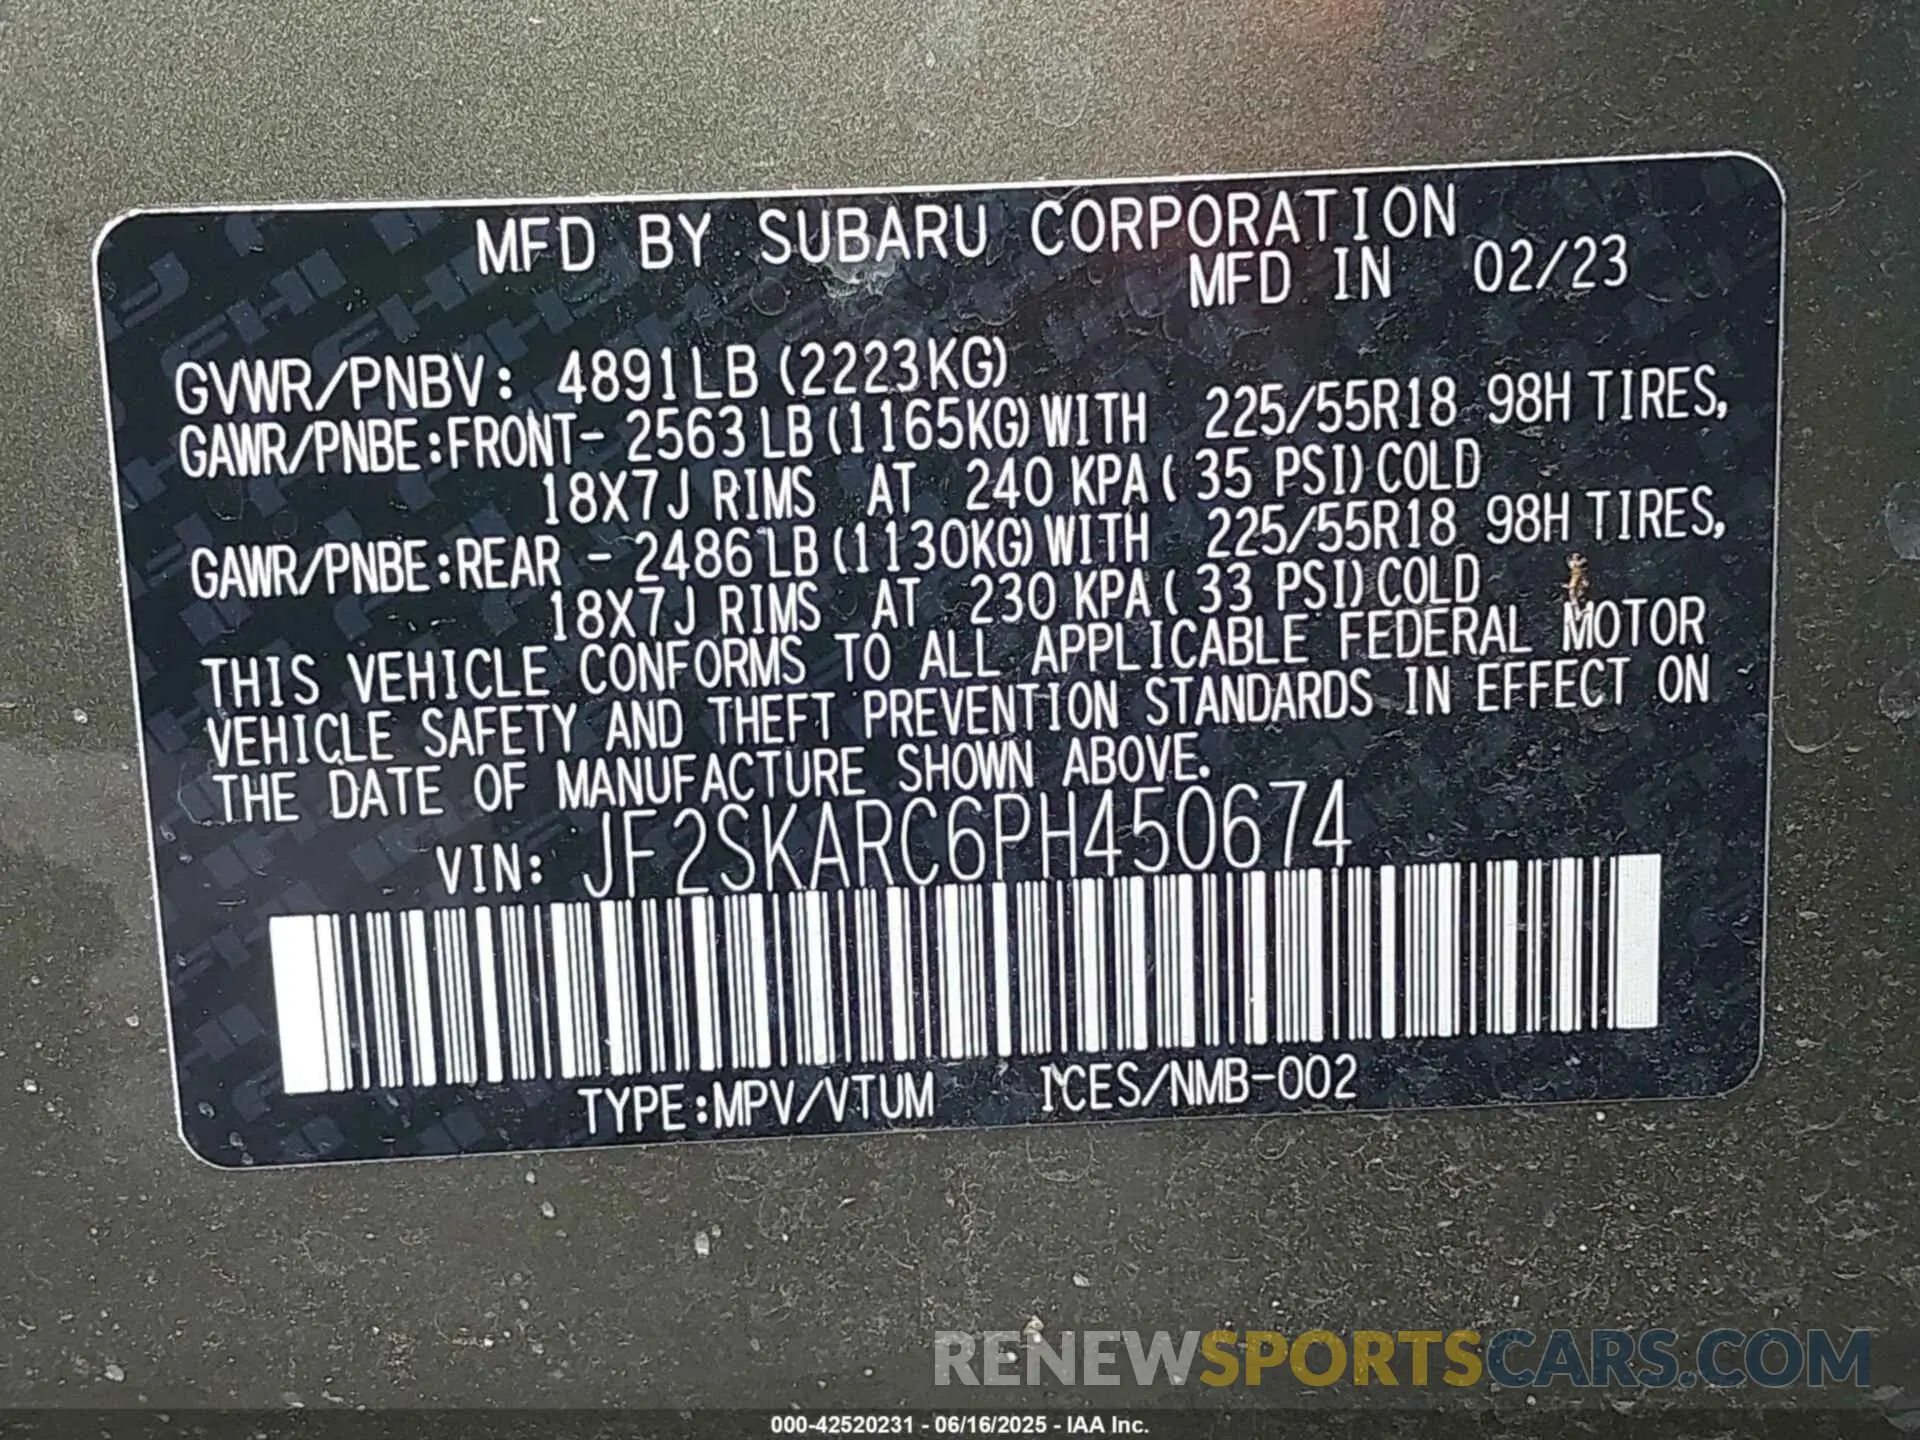 MFD BY SUBARU CORPORATION
MFD IN 02/23
GVWR/PNBV: 4891LB (2223KG)
GAWR/PNBE:FRONT- 2563 LB (1165KG) WITH 225/55R18 98H TIRES,
18X7J RIMS AT 240 KPA ( 35 PSI) COLD
GAWR/PNBE:REAR - 2486 LB (1130KG) WITH 225/55R18 98H TIRES,
18X7J RIMS AT 230 KPA ( 33 PSI) COLD
THIS VEHICLE CONFORMS TO ALL APPLICABLE FEDERAL MOTOR
VEHICLE SAFETY AND THEFT PREVENTION STANDARDS IN EFFECT ON
THE DATE OF MANUFACTURE SHOWN ABOVE.
VIN: JF2SKARC6PH450674
TYPE:MPV/VTUM ICES/NMB-002
RENEWSPORTSCARS.COM
000-42520231 - 06/16/2025 - IAA Inc.